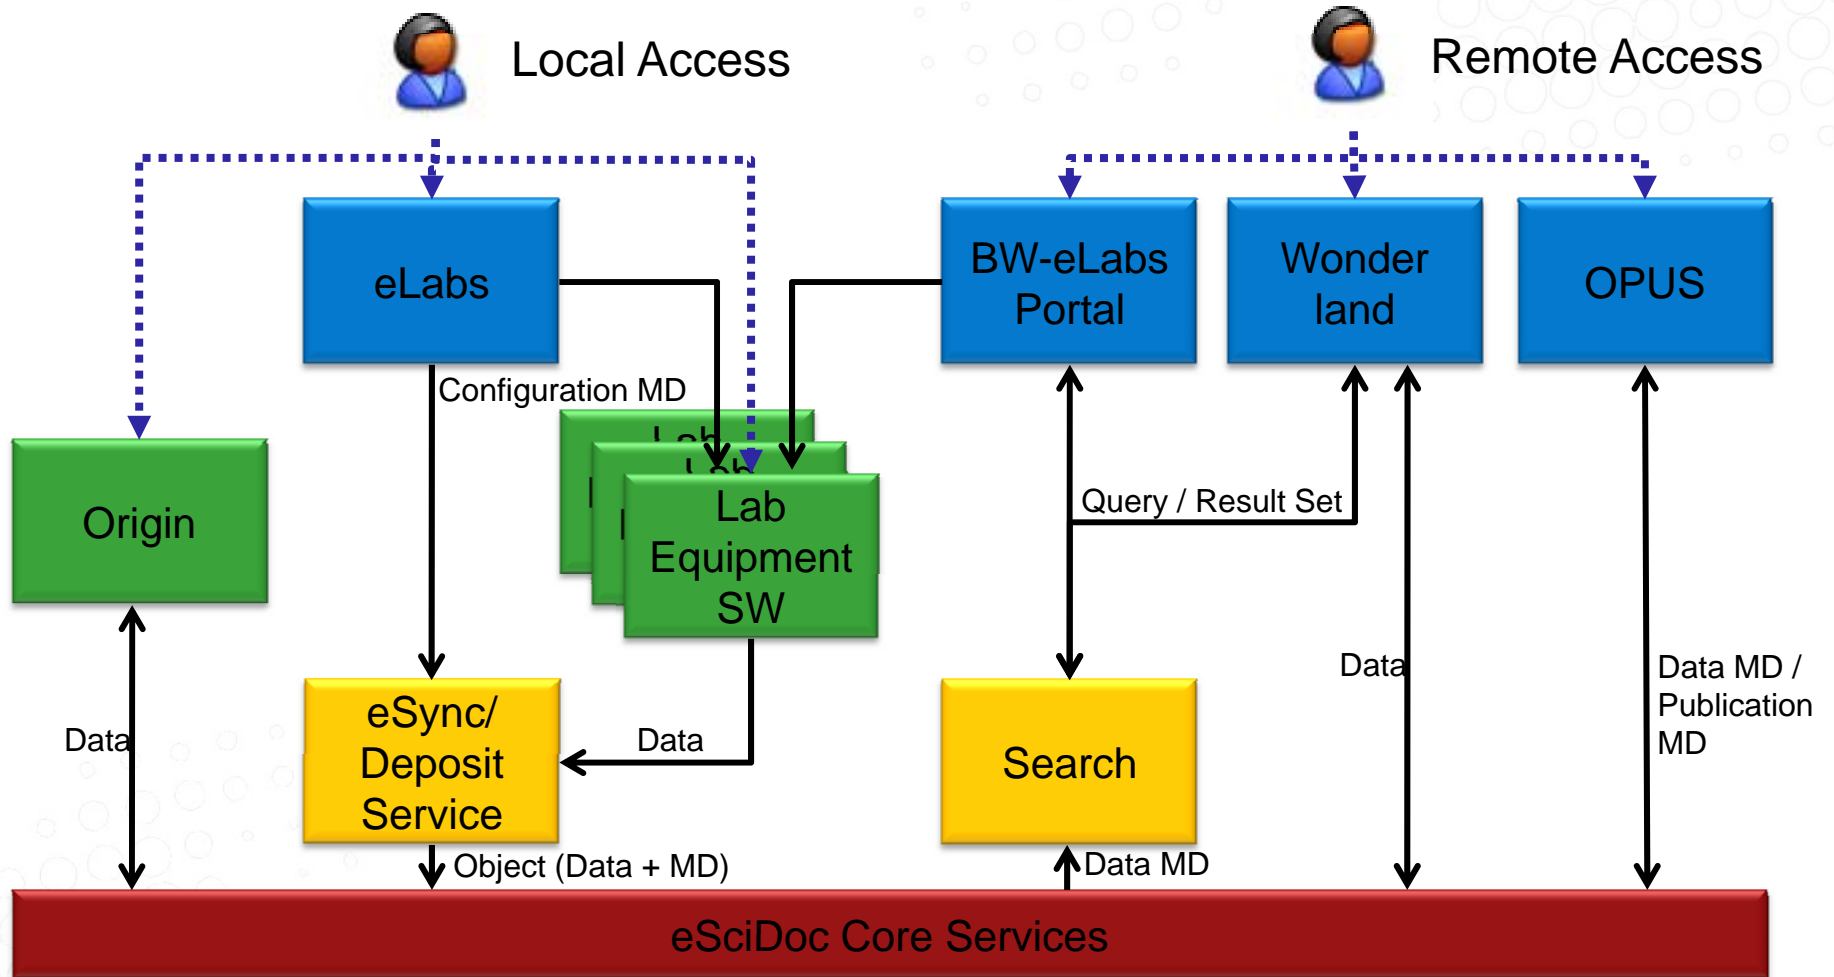 Local Access
Remote Access
eLabs
BW-eLabs
Portal
Wonder
land
OPUS
Configuration MD
Lab
Lab
Origin
Lab
Equipment
SW
Query / Result Set
Data
Data MD /
Publication
MD
Data
eSync/
Deposit
Service
Data
Search
Object (Data + MD)
Data MD
eSciDoc Core Services